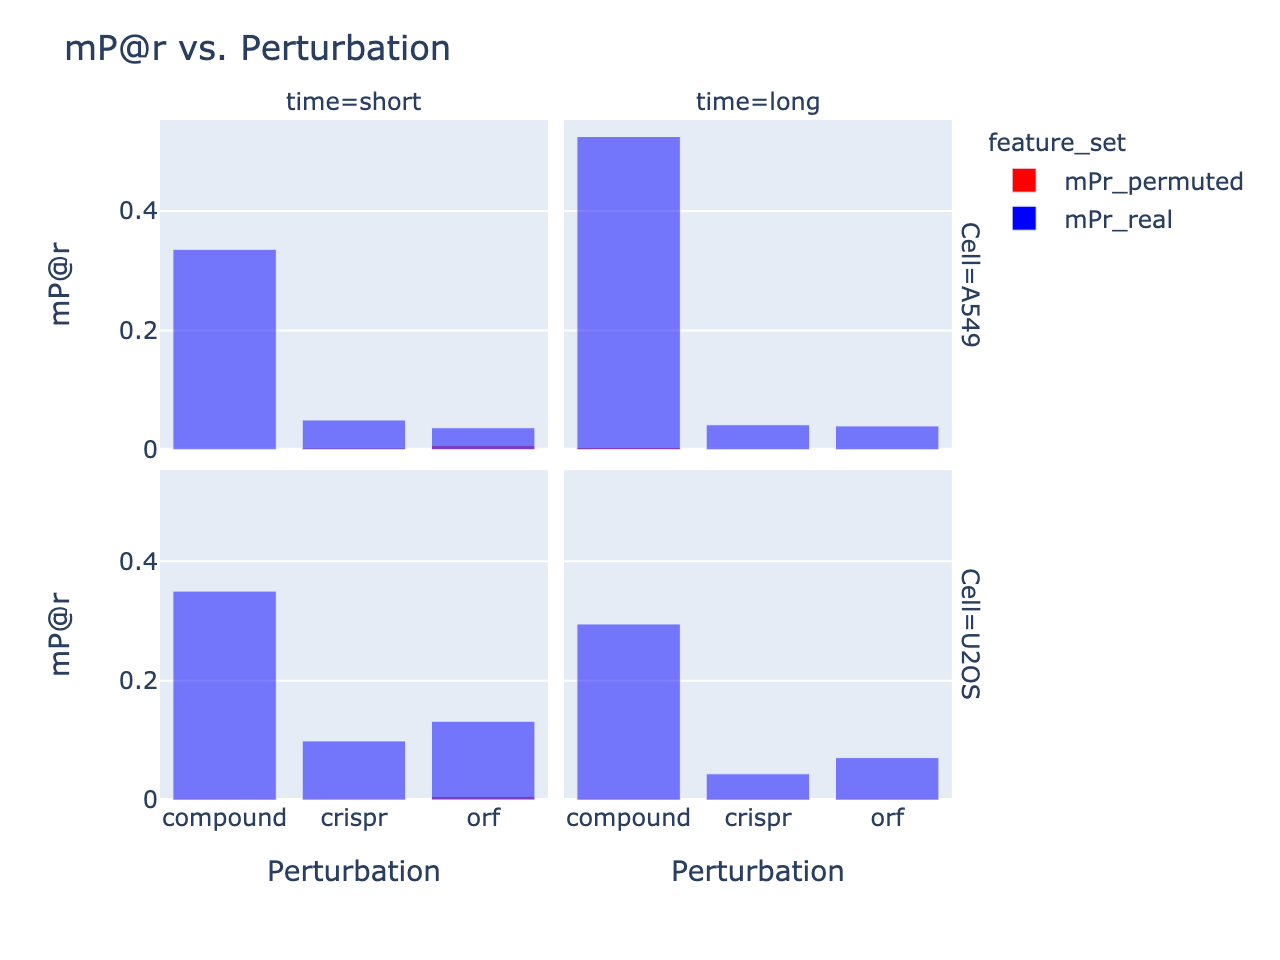 mP@r vs. Perturbation
time=short
time=long
feature_set
mPr_permuted
mPr_real
mP@r
0.4
0.2
0
Cell=A549
mP@r
0.4
0.2
0
Cell=U2OS
compound crispr orf
compound crispr orf
Perturbation
Perturbation